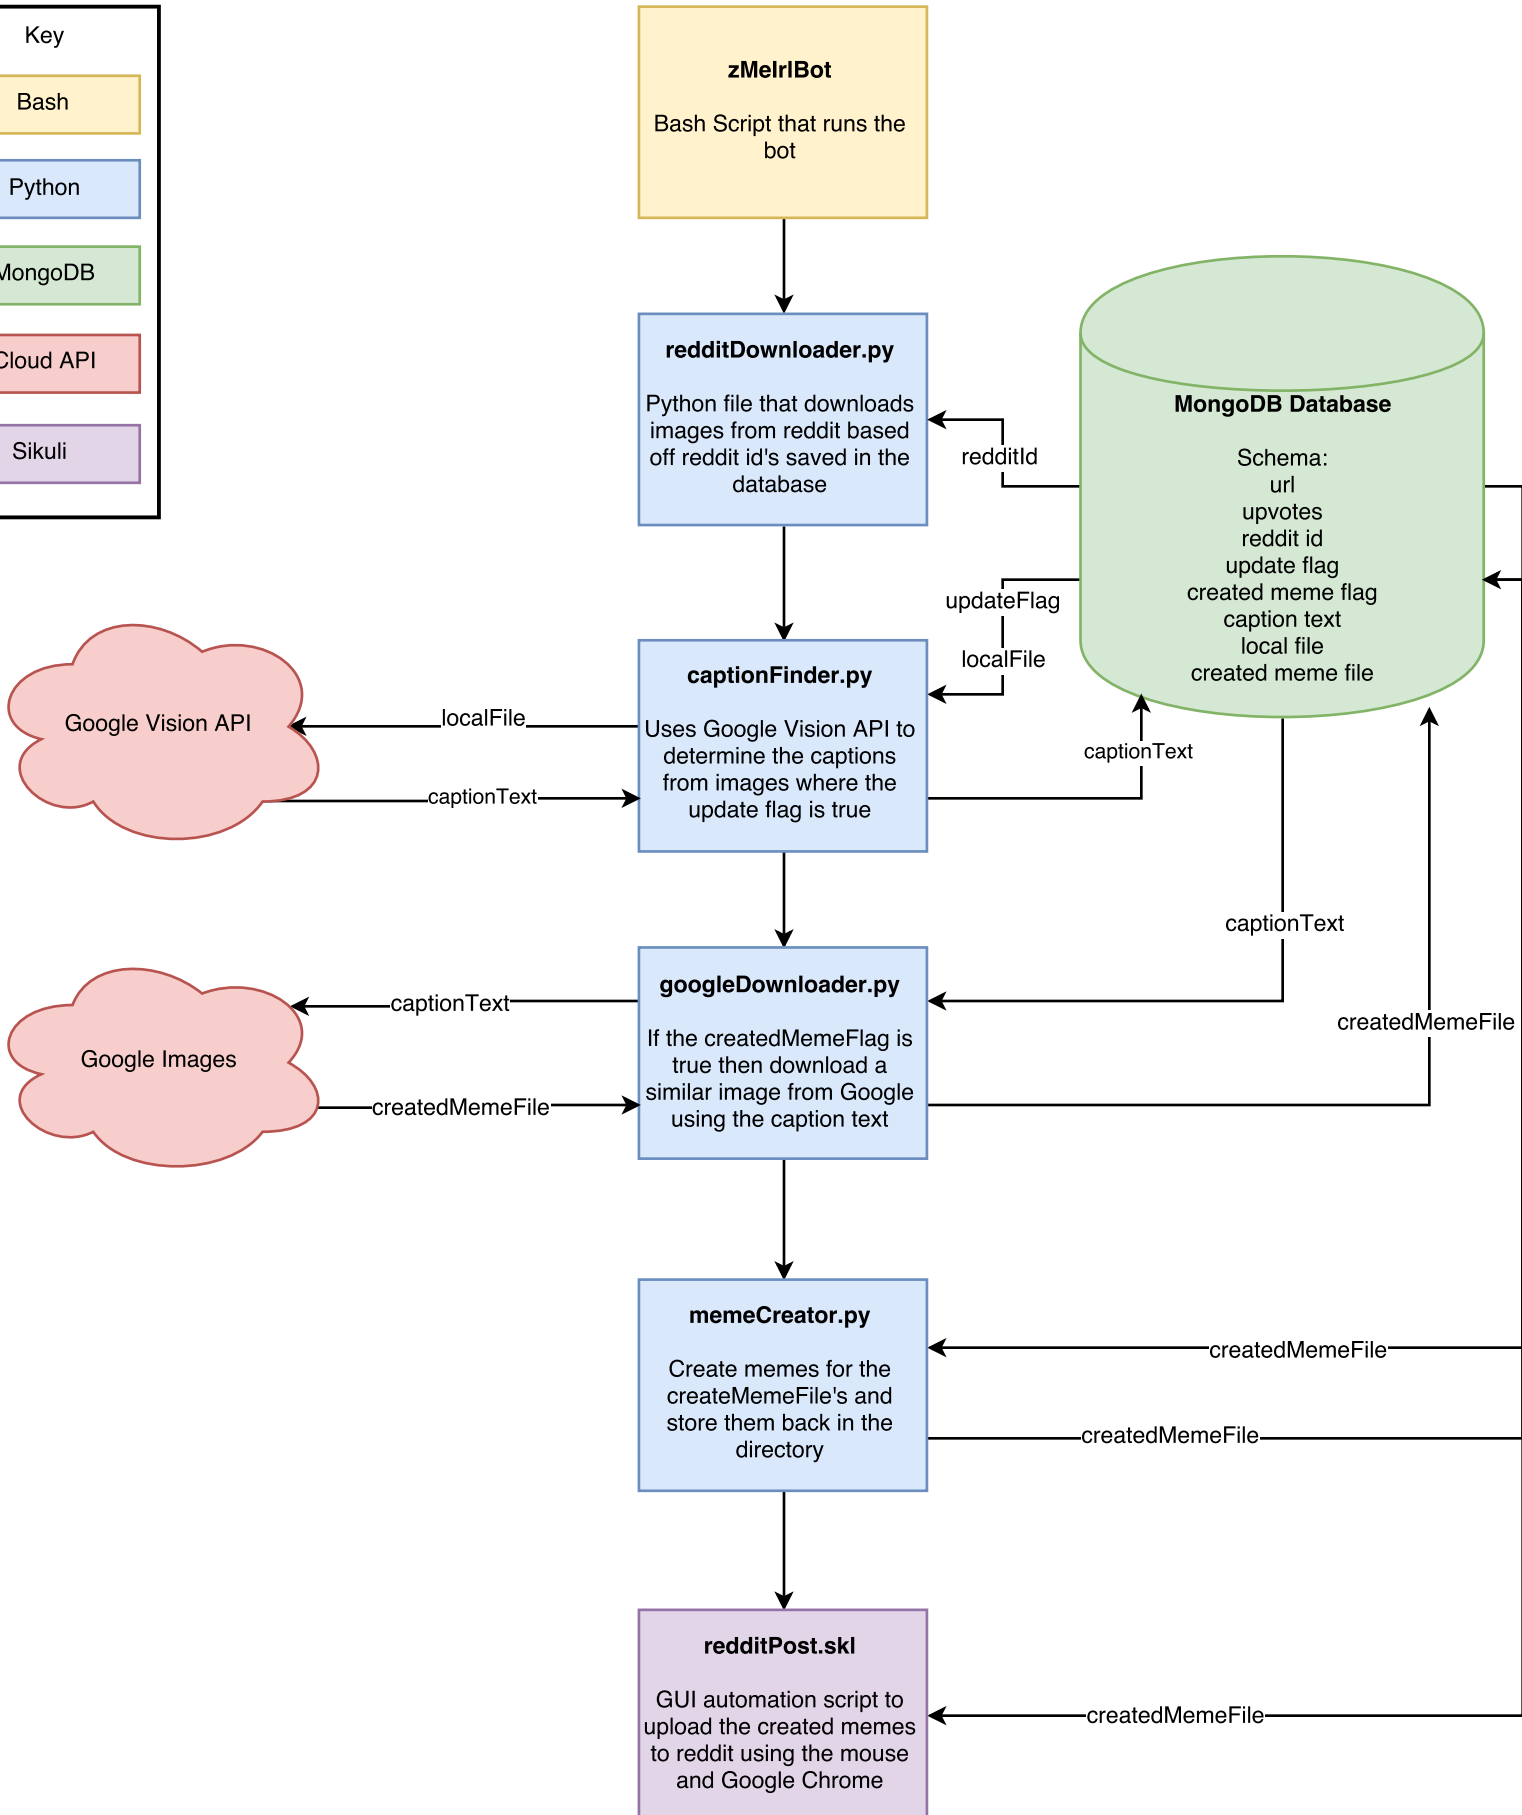 Key
Bash
Python
MongoDB
Cloud API
Sikuli
zMeIrlBot
Bash Script that runs the
bot
redditDownloader.py
Python file that downloads
images from reddit based
off reddit id's saved in the
database
redditId
MongoDB Database
Schema:
url
upvotes
reddit id
update flag
created meme flag
caption text
local file
created meme file
updateFlag
localFile
captionFinder.py
Uses Google Vision API to
determine the captions
from images where the
update flag is true
Google Vision API
localFile
captionText
captionText
captionText
googleDownloader.py
If the createdMemeFlag is
true then download a
similar image from Google
using the caption text
captionText
Google Images
createdMemeFile
createdMemeFile
memeCreator.py
Create memes for the
createMemeFile's and
store them back in the
directory
createdMemeFile
createdMemeFile
redditPost.skl
GUI automation script to
upload the created memes
to reddit using the mouse
and Google Chrome
createdMemeFile